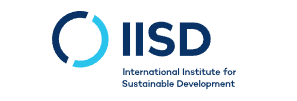 IISD
International Institute for
Sustainable Development